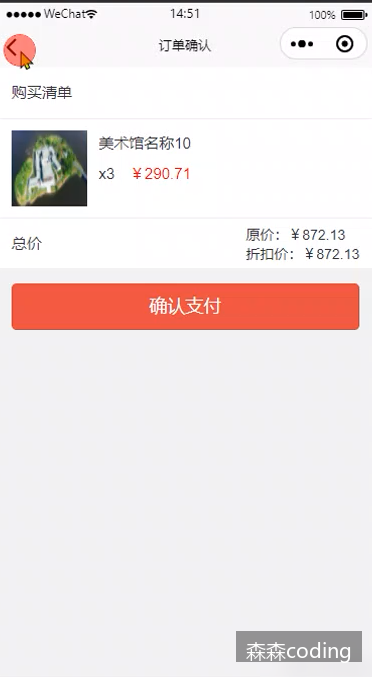 ●●●●● WeChat 14:51 100%
订单确认
购买清单
美术馆名称10
x3 ￥290.71
总价
原价：￥872.13
折扣价：￥872.13
确认支付
森森coding